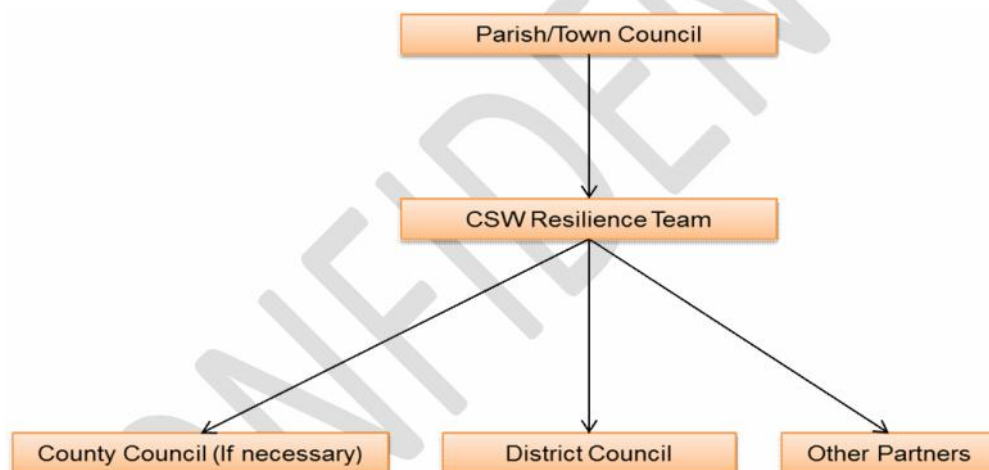 Parish/Town Council
CSW Resilience Team
County Council (If necessary)
District Council
Other Partners